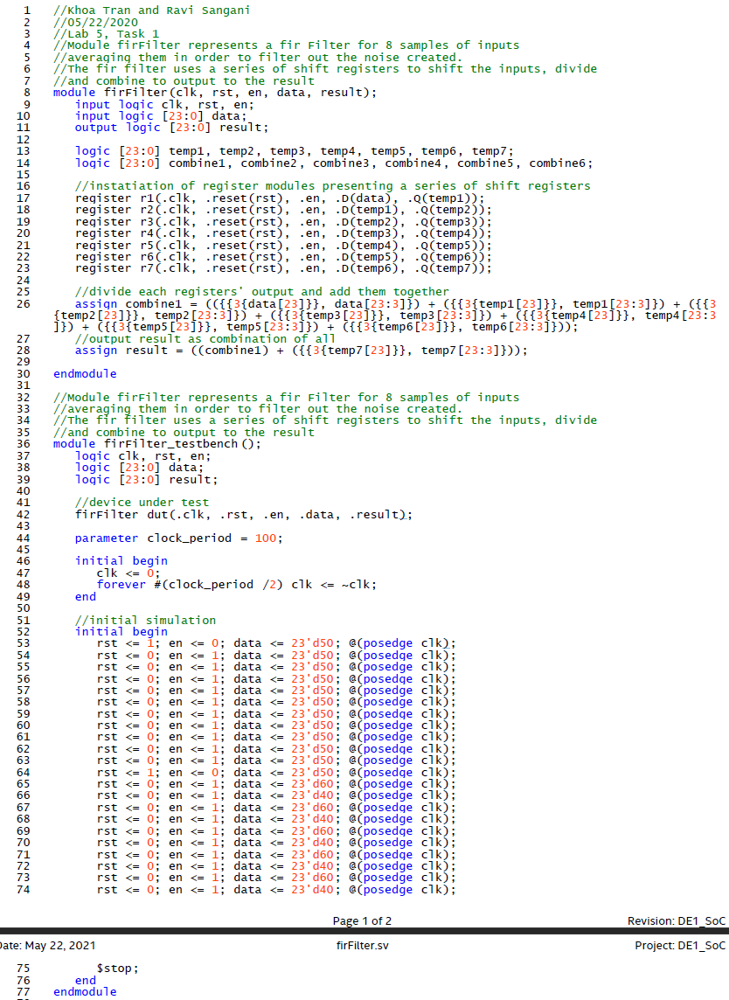 1 //Khoa Tran and Ravi Sangani
2 //05/22/2020
3 //Lab 5, Task 1
4 //Module firFilter represents a fir Filter for 8 samples of inputs
5 //averaging them in order to filter out the noise created.
6 //The fir filter uses a series of shift registers to shift the inputs, divide
7 //and combine to output to the result
8 module firFilter(clk, rst, en, data, result);
9 input logic clk, rst, en;
10 input logic [23:0] data;
11 output logic [23:0] result;
12
13 logic [23:0] temp1, temp2, temp3, temp4, temp5, temp6, temp7;
14 logic [23:0] combine1, combine2, combine3, combine4, combine5, combine6;
15
16 //instatiation of register modules presenting a series of shift registers
17 register r1(.clk, .reset(rst), .en, .D(data), .Q(temp1));
18 register r2(.clk, .reset(rst), .en, .D(temp1), .Q(temp2));
19 register r3(.clk, .reset(rst), .en, .D(temp2), .Q(temp3));
20 register r4(.clk, .reset(rst), .en, .D(temp3), .Q(temp4));
21 register r5(.clk, .reset(rst), .en, .D(temp4), .Q(temp5));
22 register r6(.clk, .reset(rst), .en, .D(temp5), .Q(temp6));
23 register r7(.clk, .reset(rst), .en, .D(temp6), .Q(temp7));
24
25 //divide each registers' output and add them together
26 assign combine1 = (({{3{data[23]}}, data[23:3]}) + ({{3{temp1[23]}}, temp1[23:3]}) + ({{3
{temp2[23]}}, temp2[23:3]}) + ({{3{temp3[23]}}, temp3[23:3]}) + ({{3{temp4[23]}}, temp4[23:3
]}) + ({{3{temp5[23]}}, temp5[23:3]}) + ({{3{temp6[23]}}, temp6[23:3]}));
27 //output result as combination of all
28 assign result = ((combine1) + ({{3{temp7[23]}}, temp7[23:3]}));
29
30 endmodule
31
32 //Module firFilter represents a fir Filter for 8 samples of inputs
33 //averaging them in order to filter out the noise created.
34 //The fir filter uses a series of shift registers to shift the inputs, divide
35 //and combine to output to the result
36 module firFilter_testbench();
37 logic clk, rst, en;
38 logic [23:0] data;
39 logic [23:0] result;
40
41 //device under test
42 firFilter dut(.clk, .rst, .en, .data, .result);
43
44 parameter clock_period = 100;
45
46 initial begin
47 clk <= 0;
48 forever #(clock_period /2) clk <= ~clk;
49 end
50
51 //initial simulation
52 initial begin
53 rst <= 1; en <= 0; data <= 23'd50; @(posedge clk);
54 rst <= 0; en <= 1; data <= 23'd50; @(posedge clk);
55 rst <= 0; en <= 1; data <= 23'd50; @(posedge clk);
56 rst <= 0; en <= 1; data <= 23'd50; @(posedge clk);
57 rst <= 0; en <= 1; data <= 23'd50; @(posedge clk);
58 rst <= 0; en <= 1; data <= 23'd50; @(posedge clk);
59 rst <= 0; en <= 1; data <= 23'd50; @(posedge clk);
60 rst <= 0; en <= 1; data <= 23'd50; @(posedge clk);
61 rst <= 0; en <= 1; data <= 23'd50; @(posedge clk);
62 rst <= 0; en <= 1; data <= 23'd50; @(posedge clk);
63 rst <= 0; en <= 1; data <= 23'd50; @(posedge clk);
64 rst <= 1; en <= 0; data <= 23'd50; @(posedge clk);
65 rst <= 0; en <= 1; data <= 23'd60; @(posedge clk);
66 rst <= 0; en <= 1; data <= 23'd40; @(posedge clk);
67 rst <= 0; en <= 1; data <= 23'd60; @(posedge clk);
68 rst <= 0; en <= 1; data <= 23'd40; @(posedge clk);
69 rst <= 0; en <= 1; data <= 23'd60; @(posedge clk);
70 rst <= 0; en <= 1; data <= 23'd40; @(posedge clk);
71 rst <= 0; en <= 1; data <= 23'd60; @(posedge clk);
72 rst <= 0; en <= 1; data <= 23'd40; @(posedge clk);
73 rst <= 0; en <= 1; data <= 23'd60; @(posedge clk);
74 rst <= 0; en <= 1; data <= 23'd40; @(posedge clk);
Page 1 of 2 Revision: DE1_SoC
ate: May 22, 2021 firFilter.sv Project: DE1_SoC
75 $stop;
76 end
77 endmodule